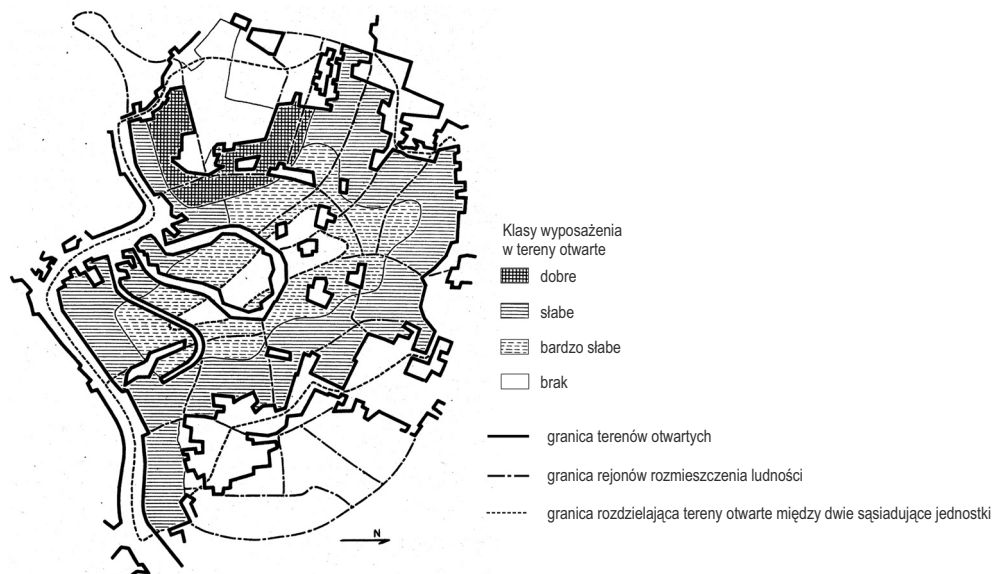 Klasy wyposażenia
w tereny otwarte
dobre
słabe
bardzo słabe
brak
granica terenów otwartych
granica rejonów rozmieszczenia ludności
granica rozdzielająca tereny otwarte między dwie sąsiadujące jednostki
N